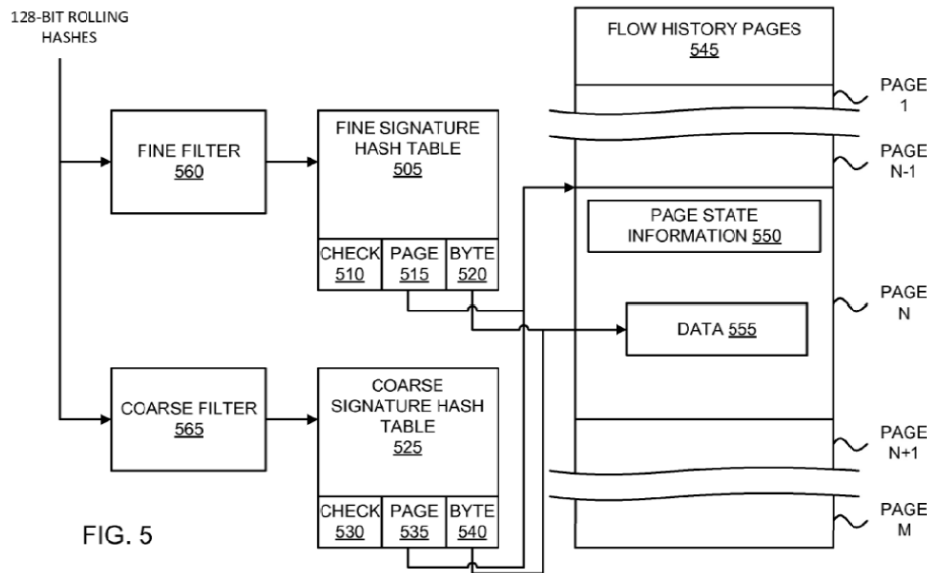 128-BIT ROLLING
HASHES
FINE FILTER
560
FINE SIGNATURE
HASH TABLE
505
CHECK
510
PAGE
515
BYTE
520
COARSE FILTER
565
COARSE
SIGNATURE HASH
TABLE
525
CHECK
530
PAGE
535
BYTE
540
FLOW HISTORY PAGES
545
PAGE STATE
INFORMATION 550
DATA 555
PAGE
1
PAGE
N-1
PAGE
N
PAGE
N+1
PAGE
M
FIG. 5